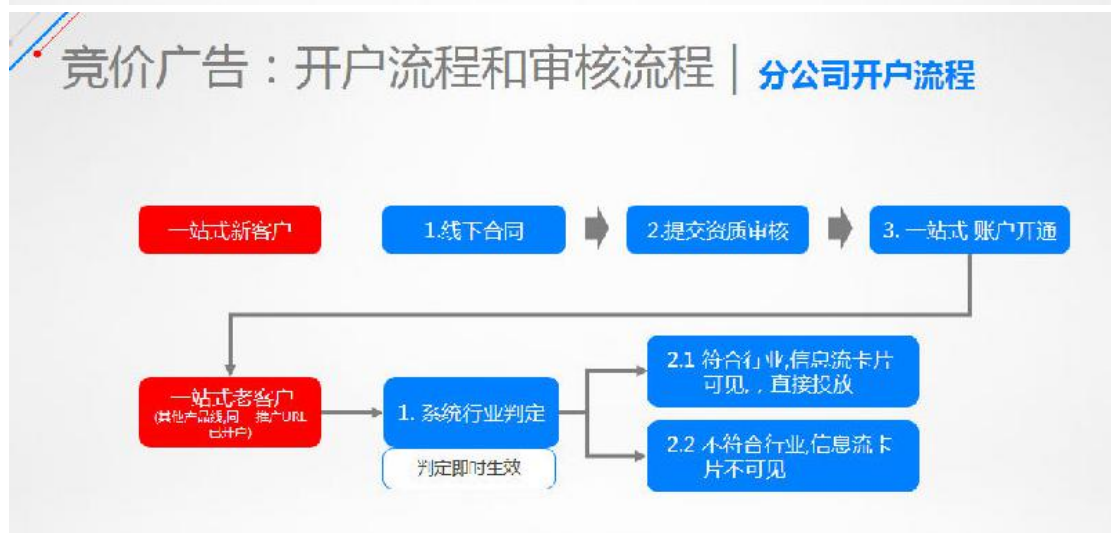 竞价广告：开户流程和审核流程 | 分公司开户流程
一站式新客户
1.线下合同
2.提交资质审核
3. 一站式 账户开通
一站式老客户
(其他产品线,同一推广URL
已开户)
1. 系统行业判定
判定即时生效
2.1 符合行业,信息流卡片
可见, , 直接投放
2.2 不符合行业,信息流卡
片不可见